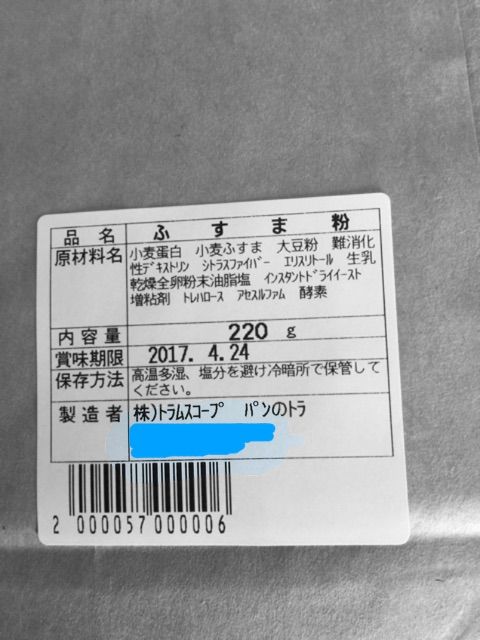 品名 ふすま粉
原材料名 小麦蛋白 小麦ふすま 大豆粉 難消化
性ﾃﾞｷｽﾄﾘﾝ ｼﾄﾗｽﾌｧｲﾊﾞｰ ｴﾘｽﾘﾄｰﾙ 生乳
乾燥全卵粉末油脂塩 ｲﾝｽﾀﾝﾄﾄﾞﾗｲｲｰｽﾄ
増粘剤 ﾄﾚﾊﾛｰｽ ｱｾｽﾙﾌｧﾑ 酵素
内容量 220 g
賞味期限 2017. 4.24
保存方法 高温多湿、塩分を避け冷暗所で保管して
ください。
製造者 株)ﾄﾗﾑｽｺｰﾌﾟ ﾊﾟﾝのトラ
2 000057 000006